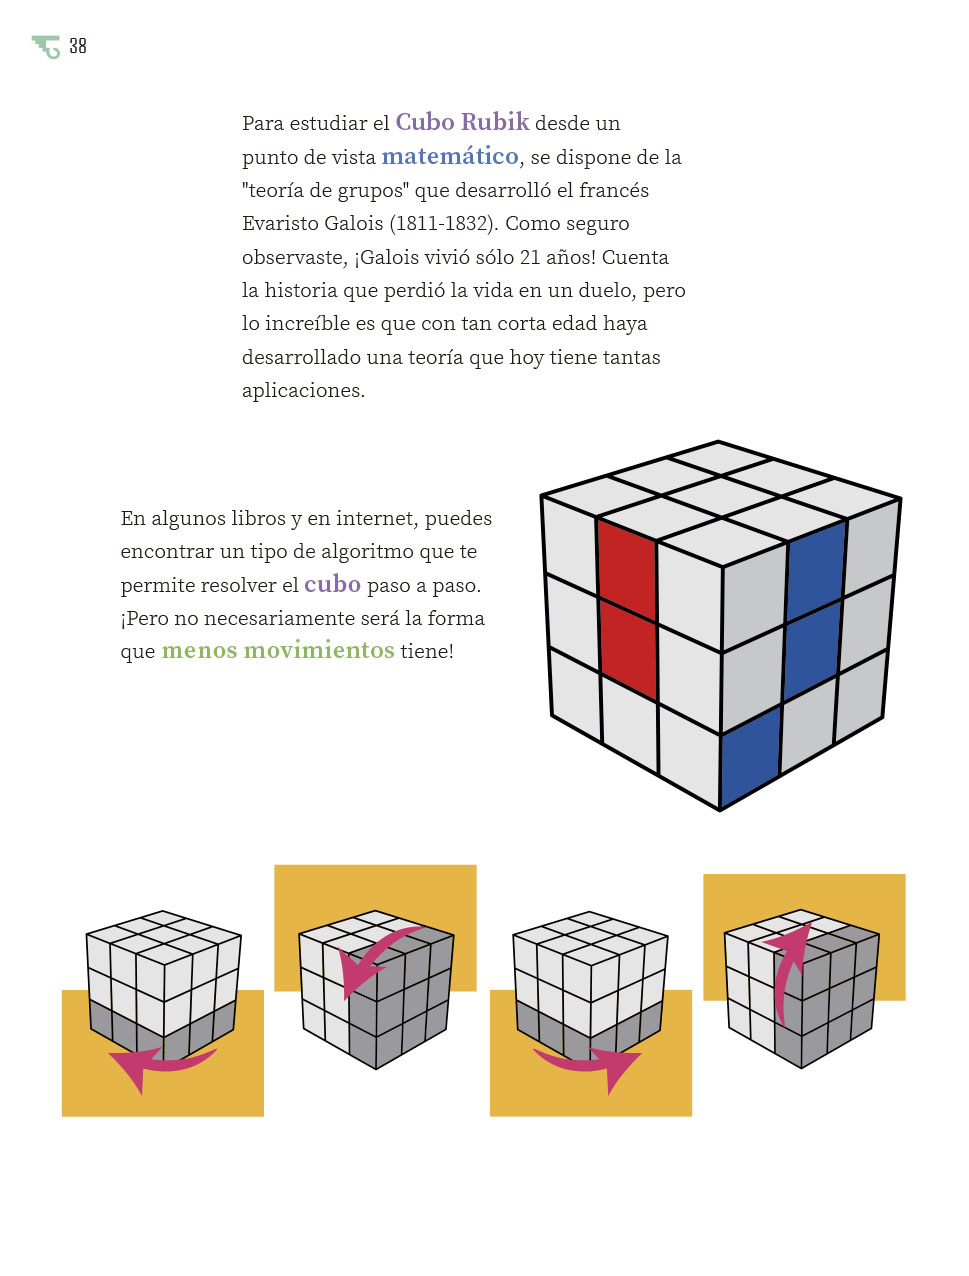 38
Para estudiar el Cubo Rubik desde un
punto de vista matemático, se dispone de la
"teoría de grupos" que desarrolló el francés
Evaristo Galois (1811-1832). Como seguro
observaste, ¡Galois vivió sólo 21 años! Cuenta
la historia que perdió la vida en un duelo, pero
lo increíble es que con tan corta edad haya
desarrollado una teoría que hoy tiene tantas
aplicaciones.
En algunos libros y en internet, puedes
encontrar un tipo de algoritmo que te
permite resolver el cubo paso a paso.
¡Pero no necesariamente será la forma
que menos movimientos tiene!